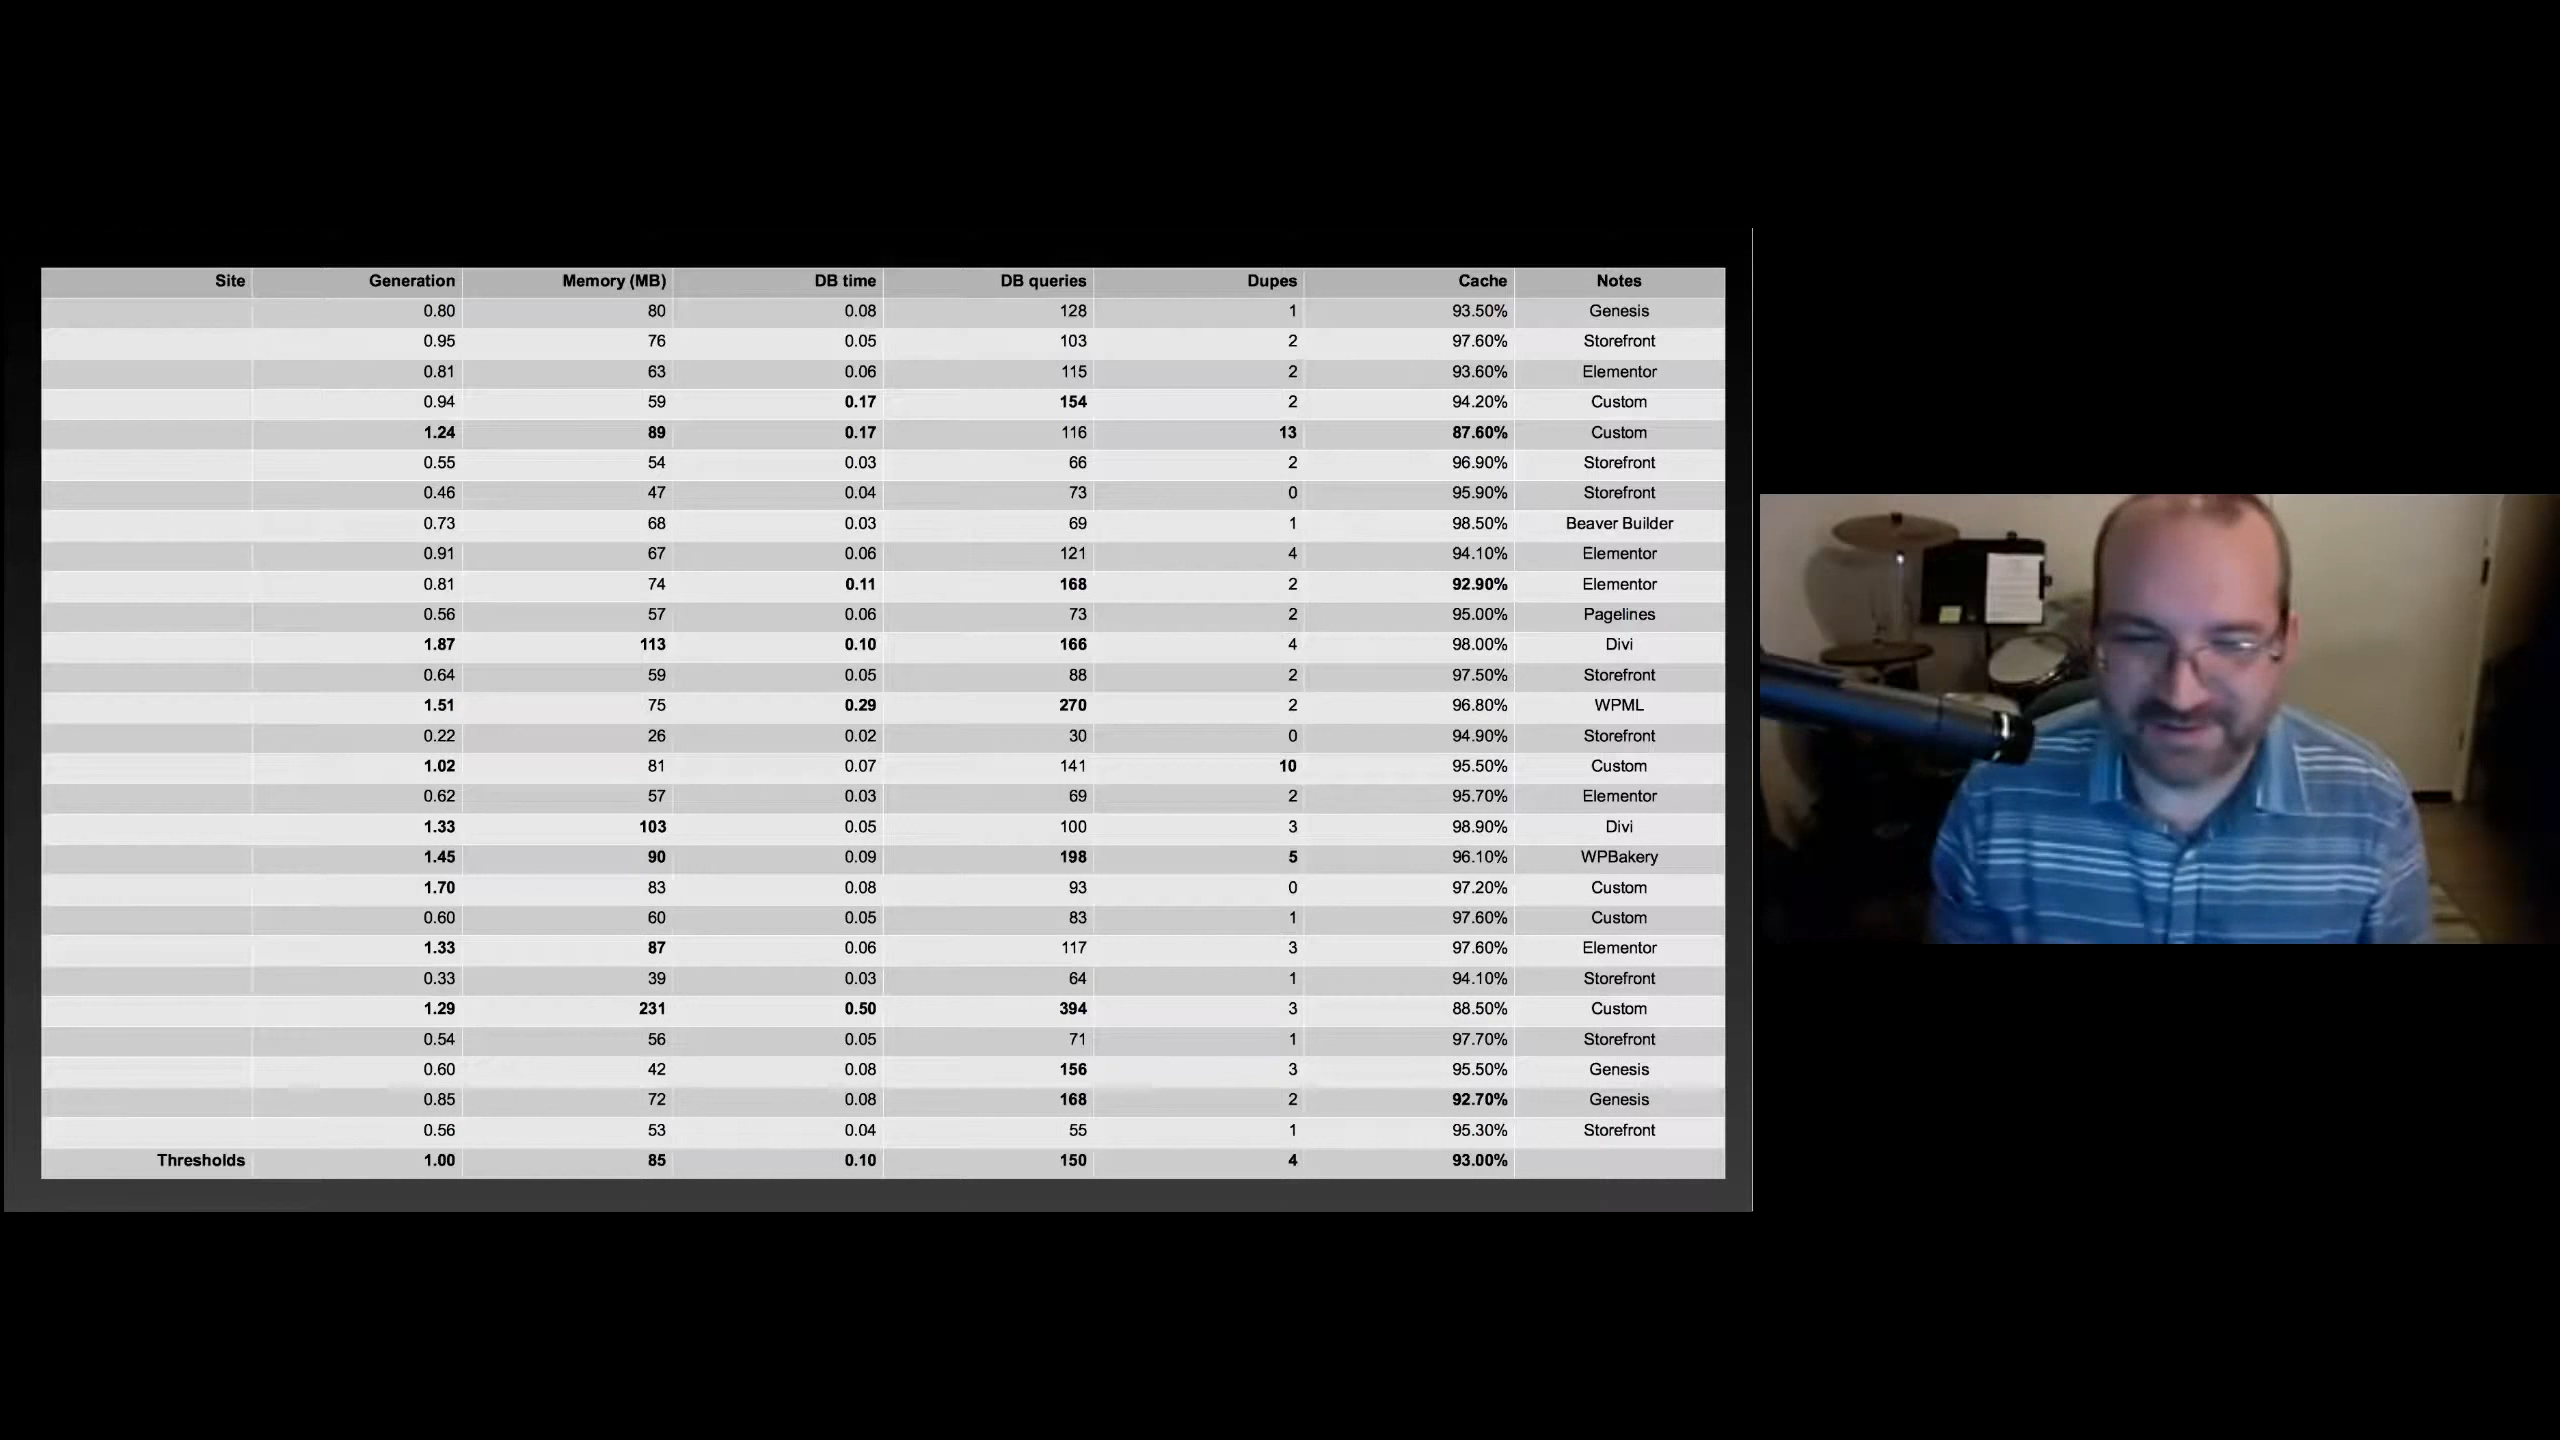 Site Generation Memory (MB) DB time DB queries Dupes Cache Notes
0.80 80 0.08 128 1 93.50% Genesis
0.95 76 0.05 103 2 97.60% Storefront
0.81 63 0.06 115 2 93.60% Elementor
0.94 59 0.17 154 2 94.20% Custom
1.24 89 0.17 116 13 87.60% Custom
0.55 54 0.03 66 2 96.90% Storefront
0.46 47 0.04 73 0 95.90% Storefront
0.73 68 0.03 69 1 98.50% Beaver Builder
0.91 67 0.06 121 4 94.10% Elementor
0.81 74 0.11 168 2 92.90% Elementor
0.56 57 0.06 73 2 95.00% Pagelines
1.87 113 0.10 166 4 98.00% Divi
0.64 59 0.05 88 2 97.50% Storefront
1.51 75 0.29 270 2 96.80% WPML
0.22 26 0.02 30 0 94.90% Storefront
1.02 81 0.07 141 10 95.50% Custom
0.62 57 0.03 69 2 95.70% Elementor
1.33 103 0.05 100 3 98.90% Divi
1.45 90 0.09 198 5 96.10% WPBakery
1.70 83 0.08 93 0 97.20% Custom
0.60 60 0.05 83 1 97.60% Custom
1.33 87 0.06 117 3 97.60% Elementor
0.33 39 0.03 64 1 94.10% Storefront
1.29 231 0.50 394 3 88.50% Custom
0.54 56 0.05 71 1 97.70% Storefront
0.60 42 0.08 156 3 95.50% Genesis
0.85 72 0.08 168 2 92.70% Genesis
0.56 53 0.04 55 1 95.30% Storefront
Thresholds 1.00 85 0.10 150 4 93.00%